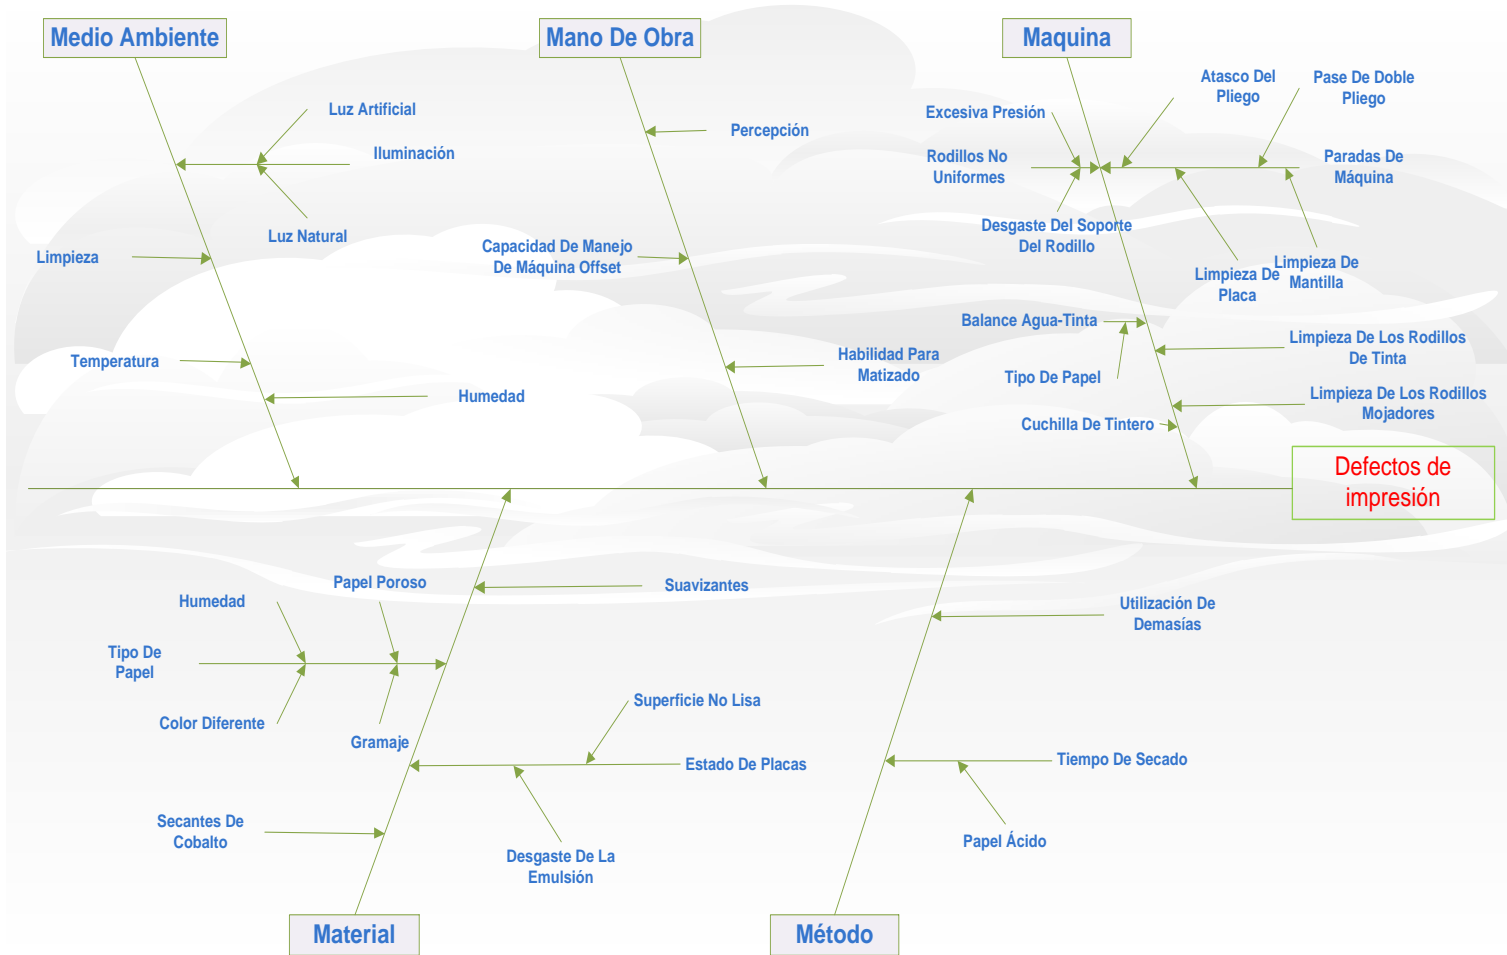 Medio Ambiente
Mano De Obra
Maquina
Luz Artificial
Iluminación
Luz Natural
Limpieza
Temperatura
Humedad
Percepción
Capacidad De Manejo
De Máquina Offset
Habilidad Para
Matizado
Atasco Del
Pliego
Pase De Doble
Pliego
Excesiva Presión
Rodillos No
Uniformes
Paradas De
Máquina
Desgaste Del Soporte
Del Rodillo
Limpieza De
Placa
Limpieza De
Mantilla
Balance Agua-Tinta
Limpieza De Los Rodillos
De Tinta
Tipo De Papel
Limpieza De Los Rodillos
Mojadores
Cuchilla De Tintero
Defectos de
impresión
Papel Poroso
Suavizantes
Humedad
Tipo De
Papel
Color Diferente
Gramaje
Superficie No Lisa
Estado De Placas
Secantes De
Cobalto
Desgaste De La
Emulsión
Utilización De
Demasías
Tiempo De Secado
Papel Ácido
Material
Método